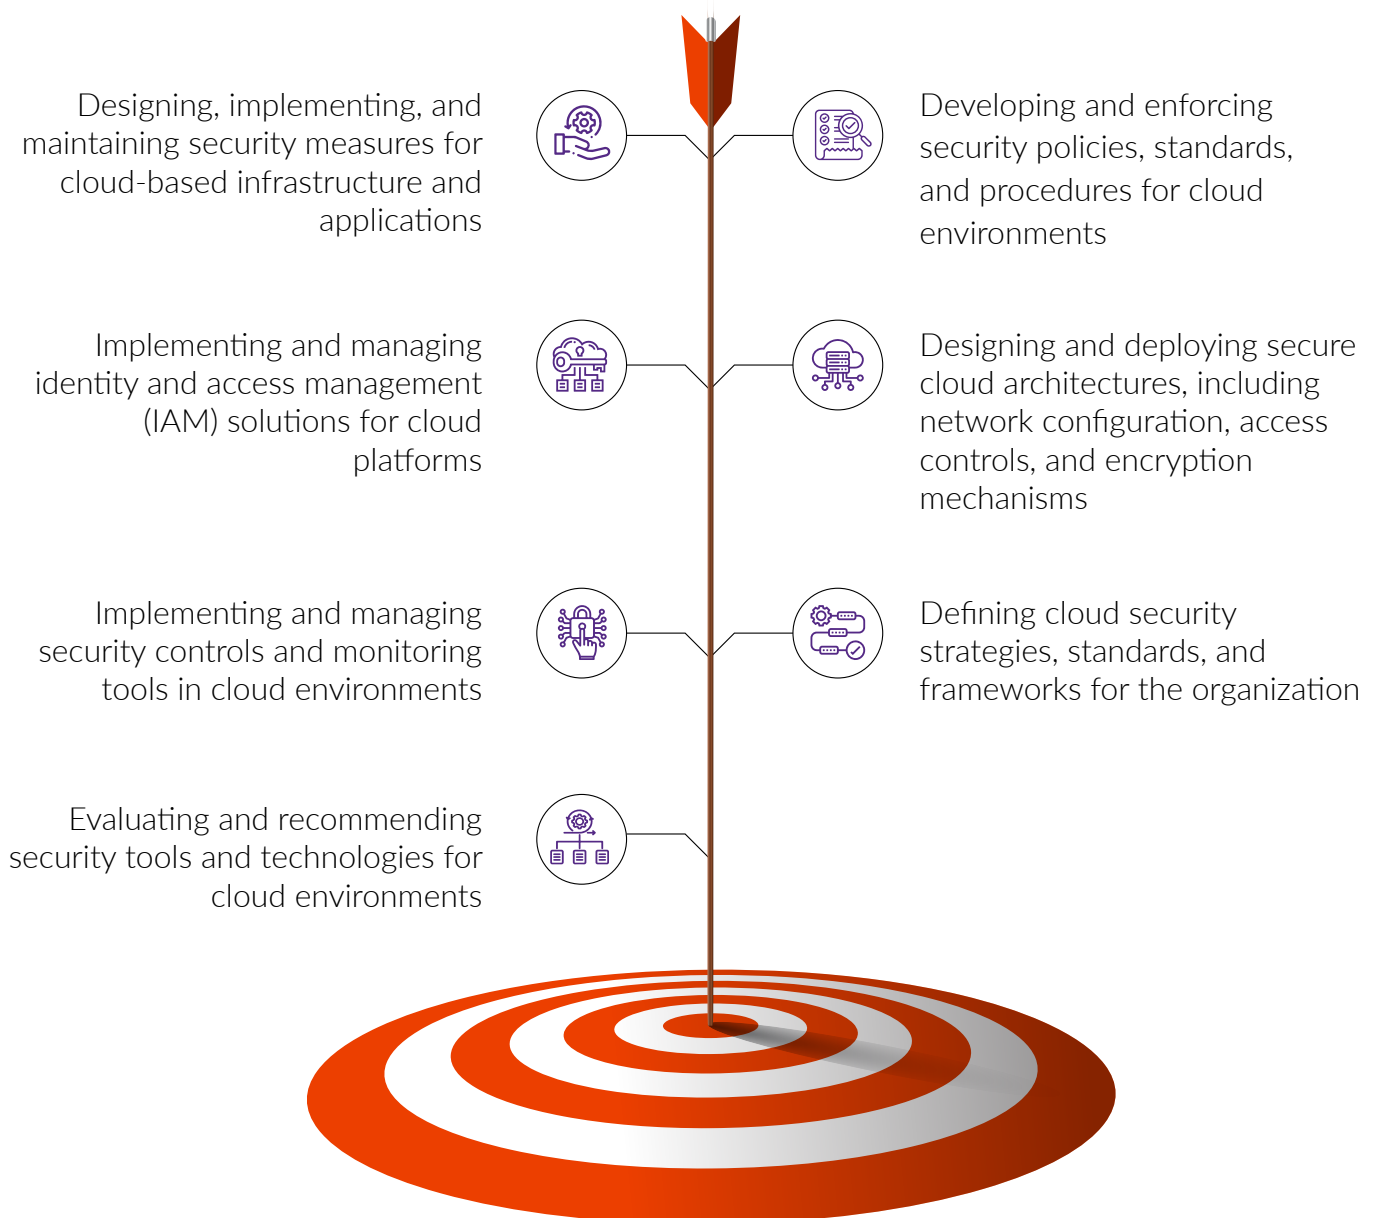 Designing, implementing, and
maintaining security measures for
cloud-based infrastructure and
applications
Developing and enforcing
security policies, standards,
and procedures for cloud
environments
Implementing and managing
identity and access management
(IAM) solutions for cloud
platforms
Designing and deploying secure
cloud architectures, including
network configuration, access
controls, and encryption
mechanisms
Implementing and managing
security controls and monitoring
tools in cloud environments
Defining cloud security
strategies, standards, and
frameworks for the organization
Evaluating and recommending
security tools and technologies for
cloud environments